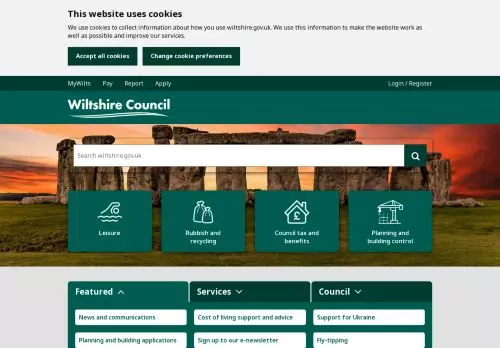 This website uses cookies
We use cookies to collect information about how you use wiltshire.gov.uk. We use this information to make the website work as
well as possible and improve our services.
Accept all cookies
Change cookie preferences
MyWilts
Pay
Report
Apply
Login / Register
Wiltshire Council
Search wiltshire.gov.uk
Leisure
Rubbish and
recycling
Council tax and
benefits
Planning and
building control
Featured
Services
Council
News and communications
Cost of living support and advice
Support for Ukraine
Planning and building applications
Sign up to our e-newsletter
Fly-tipping